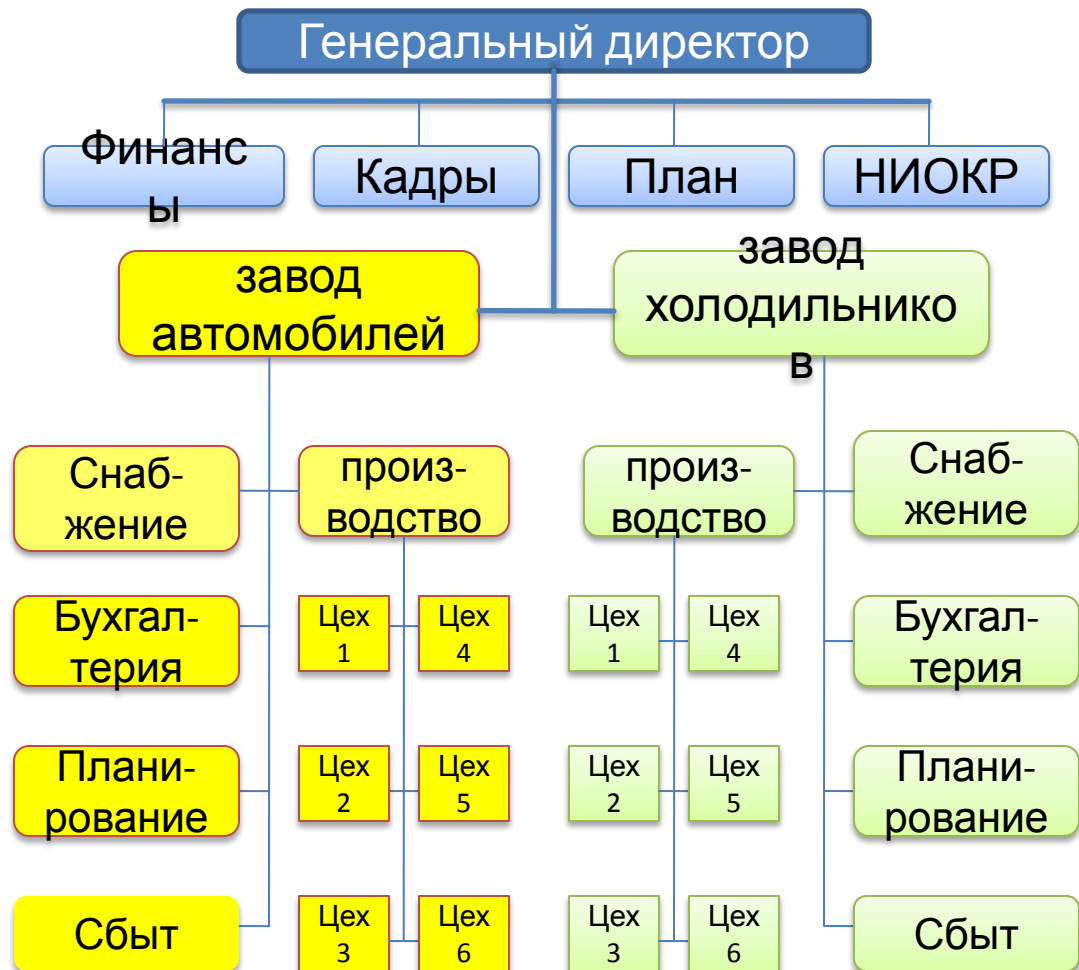 Генеральный директор
Финанс
ы
Кадры
План
НИОКР
завод
автомобилей
завод
холодильнико
в
Снаб-
жение
произ-
водство
произ-
водство
Снаб-
жение
Бухгал-
терия
Цех
1
Цех
4
Цех
1
Цех
4
Бухгал-
терия
Плани-
рование
Цех
2
Цех
5
Цех
2
Цех
5
Плани-
рование
Сбыт
Цех
3
Цех
6
Цех
3
Цех
6
Сбыт